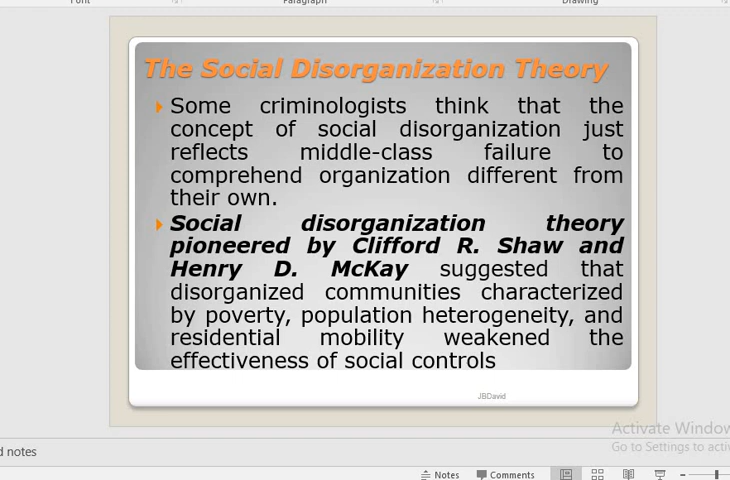 Font Paragraph Drawing
The Social Disorganization Theory
Some criminologists think that the
concept of social disorganization just
reflects middle-class failure to
comprehend organization different from
their own.
Social disorganization theory
pioneered by Clifford R. Shaw and
Henry D. McKay suggested that
disorganized communities characterized
by poverty, population heterogeneity, and
residential mobility weakened the
effectiveness of social controls
JBDavid
Activate Window
Go to Settings to activ
d notes
Notes Comments